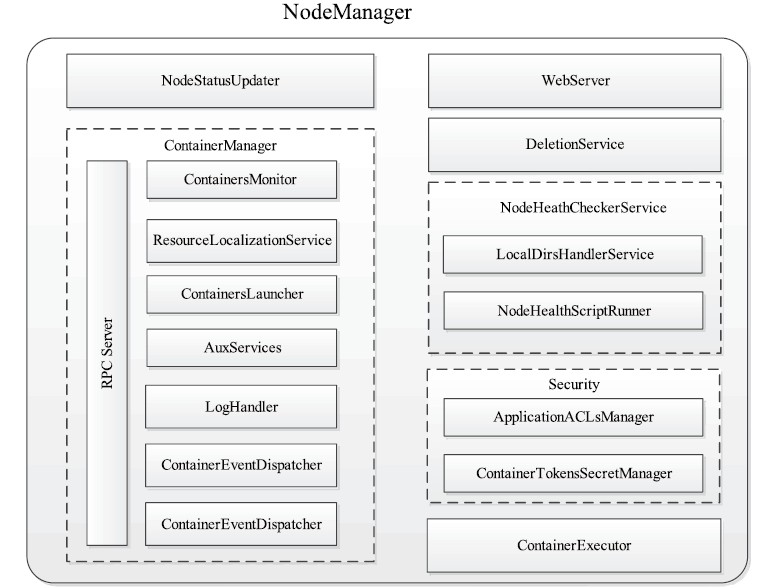 NodeManager
NodeStatusUpdater
ContainerManager
RPC Server
ContainersMonitor
ResourceLocalizationService
ContainersLauncher
AuxServices
LogHandler
ContainerEventDispatcher
ContainerEventDispatcher
WebServer
DeletionService
NodeHeathCheckerService
LocalDirsHandlerService
NodeHealthScriptRunner
Security
ApplicationACLsManager
ContainerTokensSecretManager
ContainerExecutor